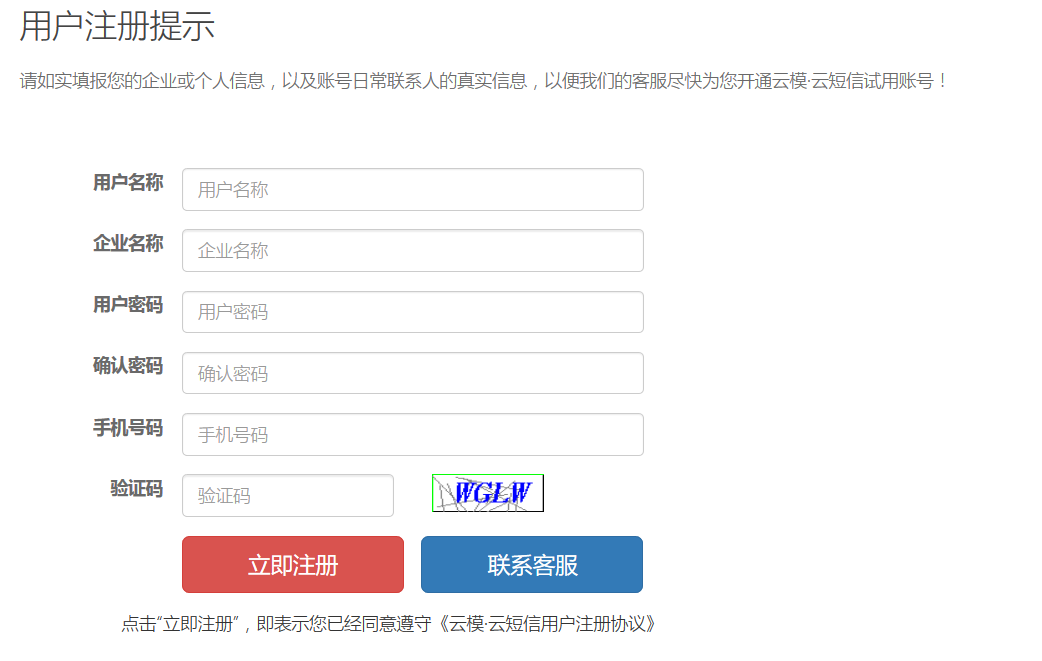 用户注册提示
请如实填报您的企业或个人信息，以及账号日常联系人的真实信息，以便我们的客服尽快为您开通云模·云短信试用账号！
用户名称 用户名称
企业名称 企业名称
用户密码 用户密码
确认密码 确认密码
手机号码 手机号码
验证码 验证码 WGLW
立即注册 联系客服
点击“立即注册”，即表示您已经同意遵守《云模·云短信用户注册协议》